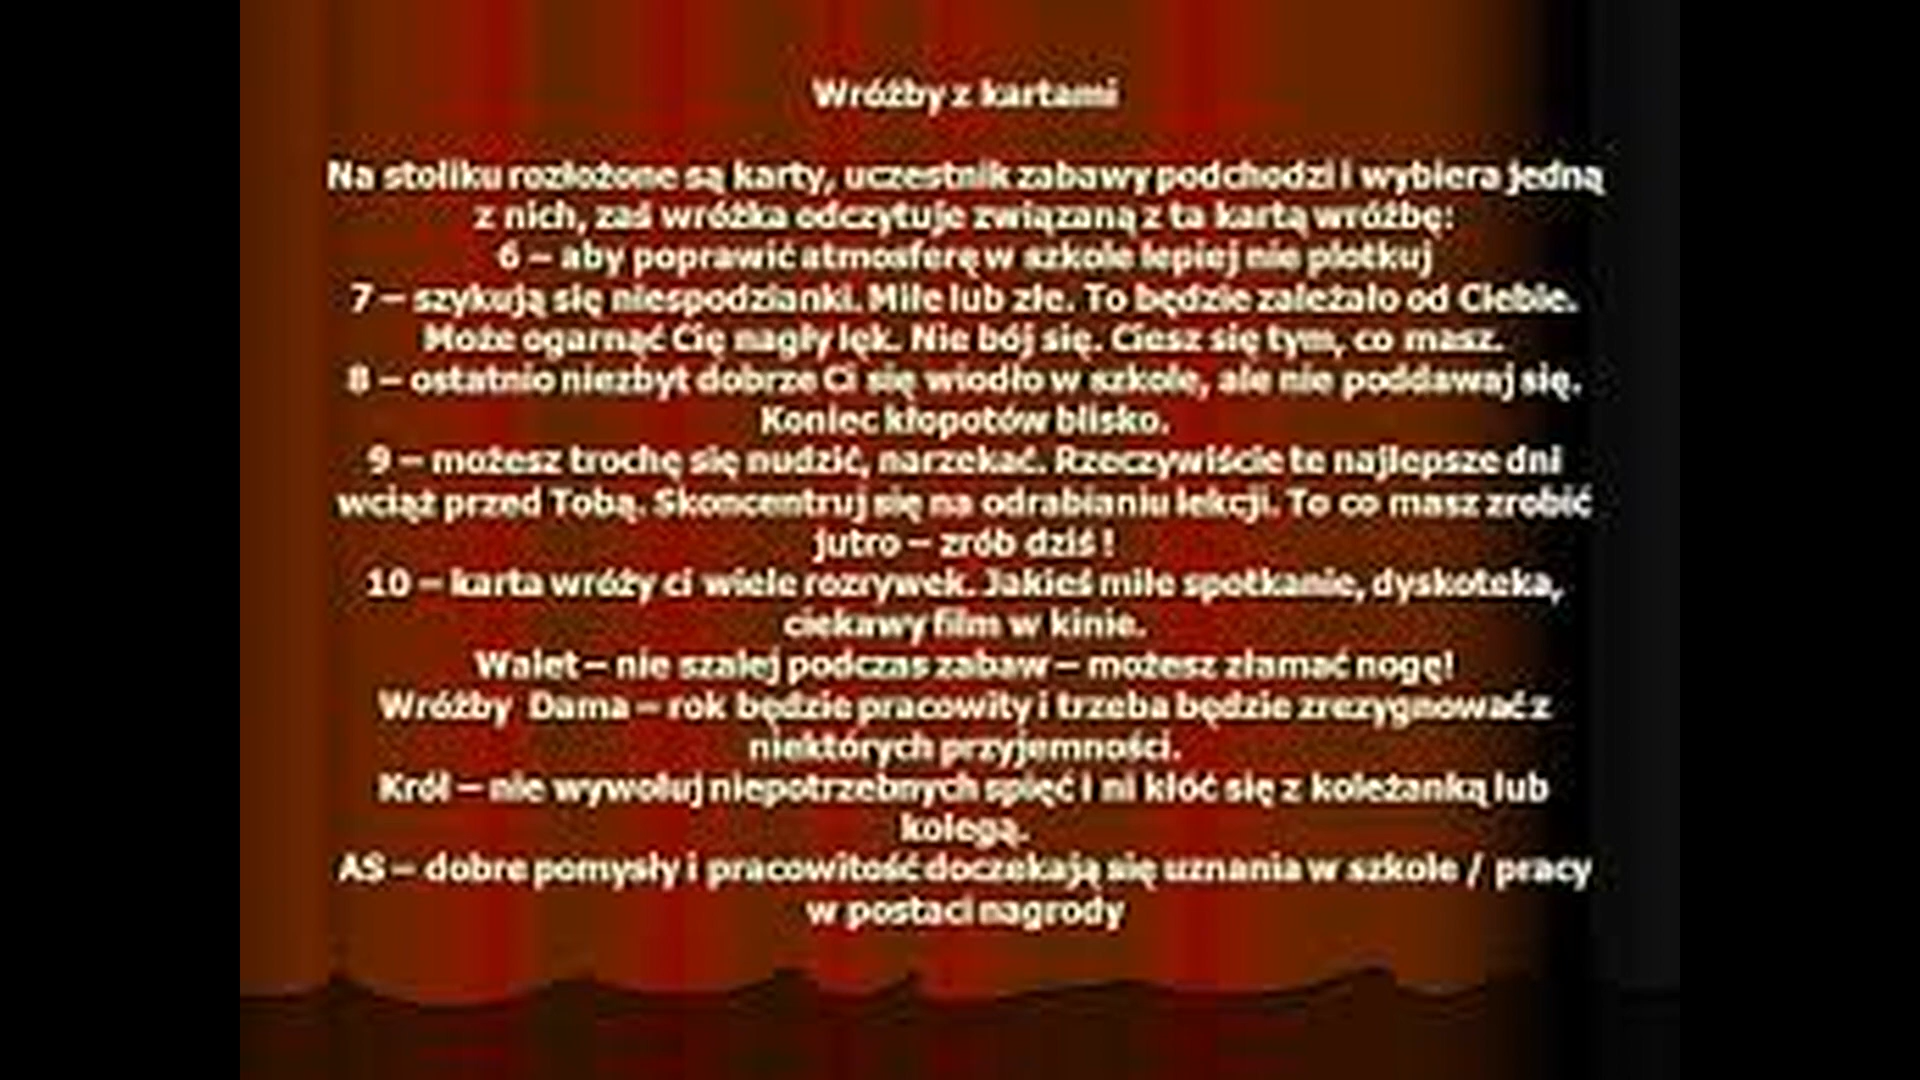 Wróżby z kartami
Na stoliku rozłożone są karty, uczestnik zabawy podchodzi i wybiera jedną
z nich, zaś wróżka odczytuje związaną z ta kartą wróżbę:
6 – aby poprawić atmosferę w szkole lepiej nie plotkuj
7 – szykują się niespodzianki. Miłe lub złe. To będzie zależało od Ciebie.
Może ogarnąć Cię nagły lęk. Nie bój się. Ciesz się tym, co masz.
8 – ostatnio niezbyt dobrze Ci się wiodło w szkole, ale nie poddawaj się.
Koniec kłopotów blisko.
9 – możesz trochę się nudzić, narzekać. Rzeczywiście te najlepsze dni
wciąż przed Tobą. Skoncentruj się na odrabianiu lekcji. To co masz zrobić
jutro – zrób dziś !
10 – karta wróży ci wiele rozrywek. Jakieś miłe spotkanie, dyskoteka,
ciekawy film w kinie.
Walet – nie szalej podczas zabaw – możesz złamać nogę!
Wróżby Dama – rok będzie pracowity i trzeba będzie zrezygnować z
niektórych przyjemności.
Król – nie wywołuj niepotrzebnych spięć i ni kłóć się z koleżanką lub
kolegą.
AS – dobre pomysły i pracowitość doczekają się uznania w szkole / pracy
w postaci nagrody